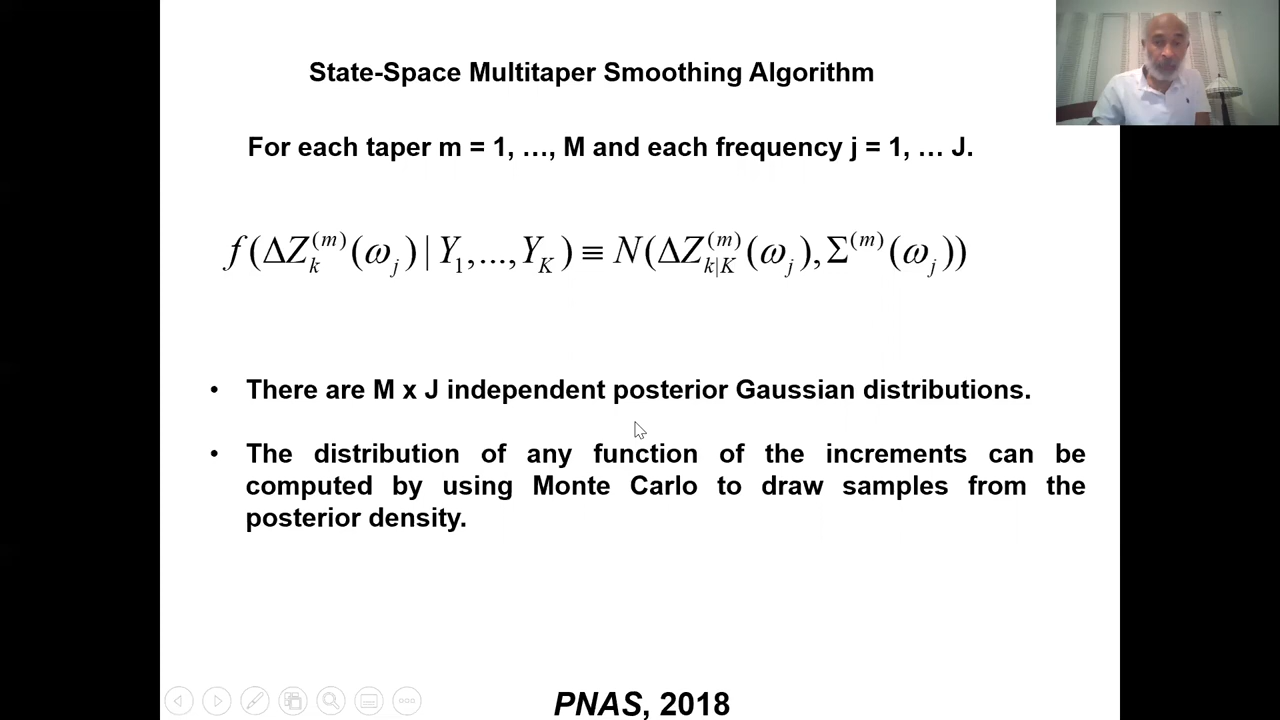 State-Space Multitaper Smoothing Algorithm
For each taper m = 1, …, M and each frequency j = 1, … J.
f(ΔZ_k^{(m)}(ω_j) | Y_1,...,Y_K) ≡ N(ΔZ_{k|K}^{(m)}(ω_j), Σ^{(m)}(ω_j))
• There are M x J independent posterior Gaussian distributions.
• The distribution of any function of the increments can be
computed by using Monte Carlo to draw samples from the
posterior density.
PNAS, 2018